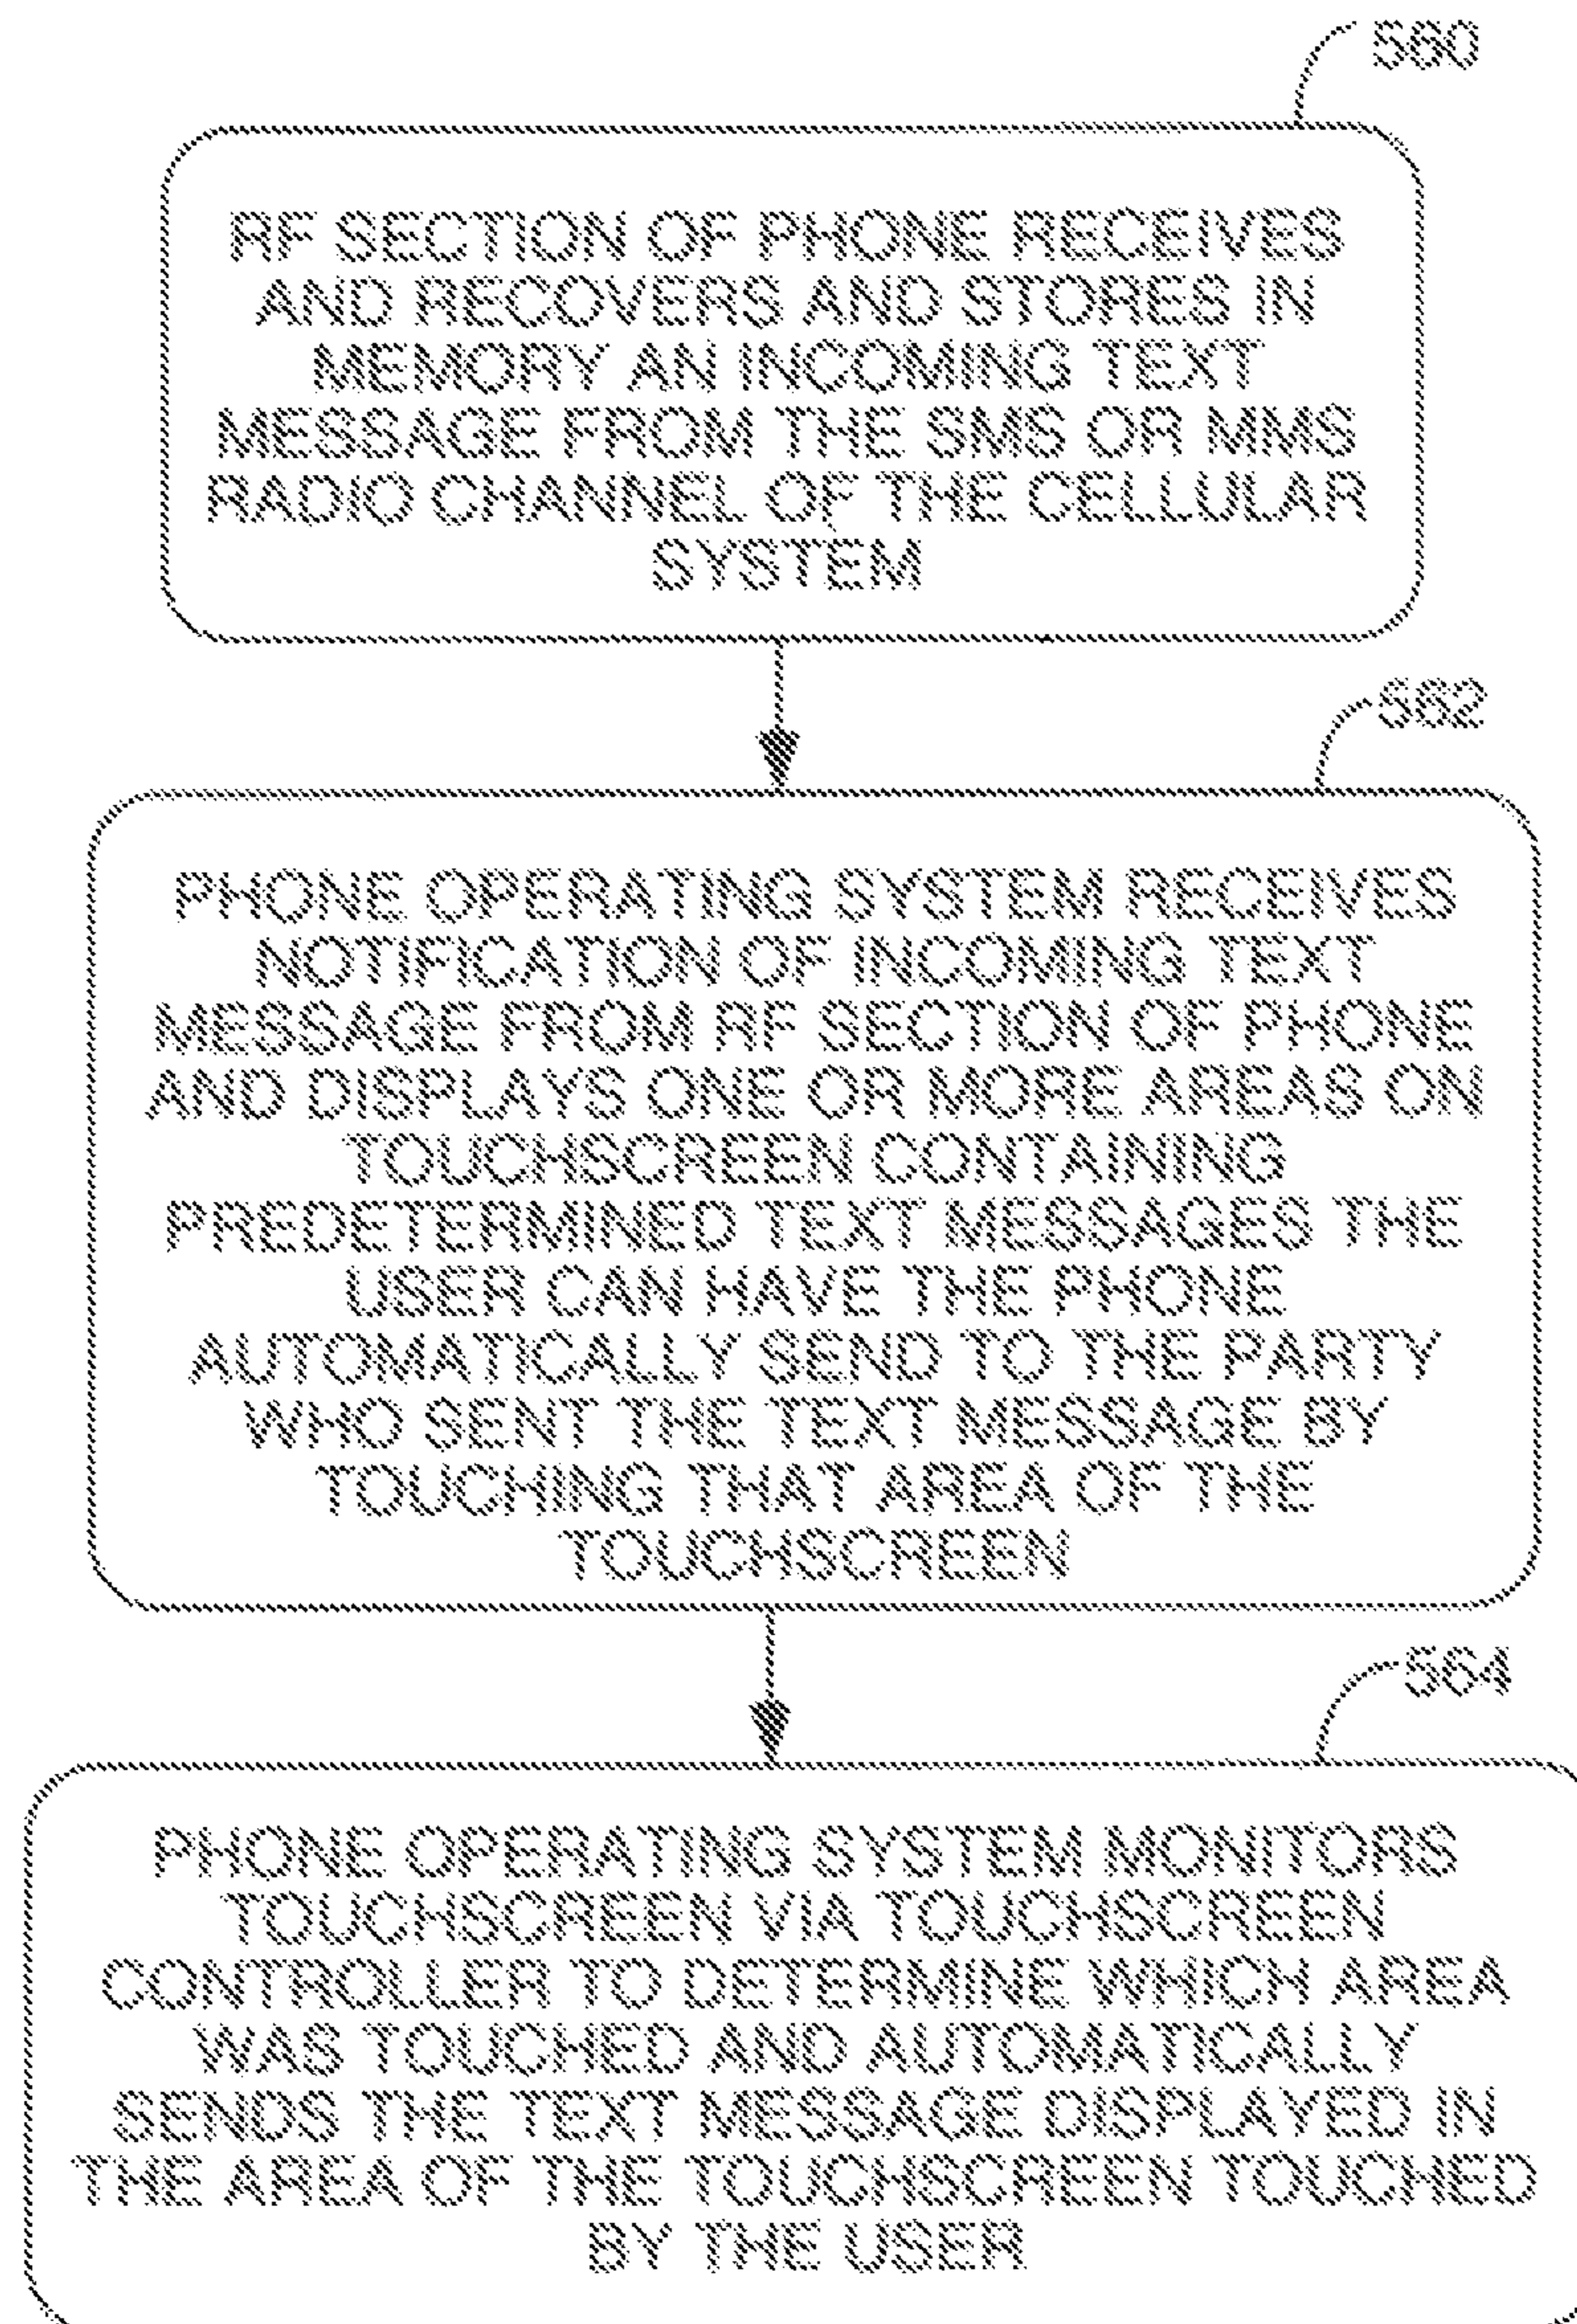 560
RF SECTION OF PHONE RECEIVES
AND RECOVERS AND STORES IN
MEMORY AN INCOMING TEXT
MESSAGE FROM THE SMS OR MMS
RADIO CHANNEL OF THE CELLULAR
SYSTEM
562
PHONE OPERATING SYSTEM RECEIVES
NOTIFICATION OF INCOMING TEXT
MESSAGE FROM RF SECTION OF PHONE
AND DISPLAYS ONE OR MORE AREAS ON
TOUCHSCREEN CONTAINING
PREDETERMINED TEXT MESSAGES THE
USER CAN HAVE THE PHONE
AUTOMATICALLY SEND TO THE PARTY
WHO SENT THE TEXT MESSAGE BY
TOUCHING THAT AREA OF THE
TOUCHSCREEN
564
PHONE OPERATING SYSTEM MONITORS
TOUCHSCREEN VIA TOUCHSCREEN
CONTROLLER TO DETERMINE WHICH AREA
WAS TOUCHED AND AUTOMATICALLY
SENDS THE TEXT MESSAGE DISPLAYED IN
THE AREA OF THE TOUCHSCREEN TOUCHED
BY THE USER